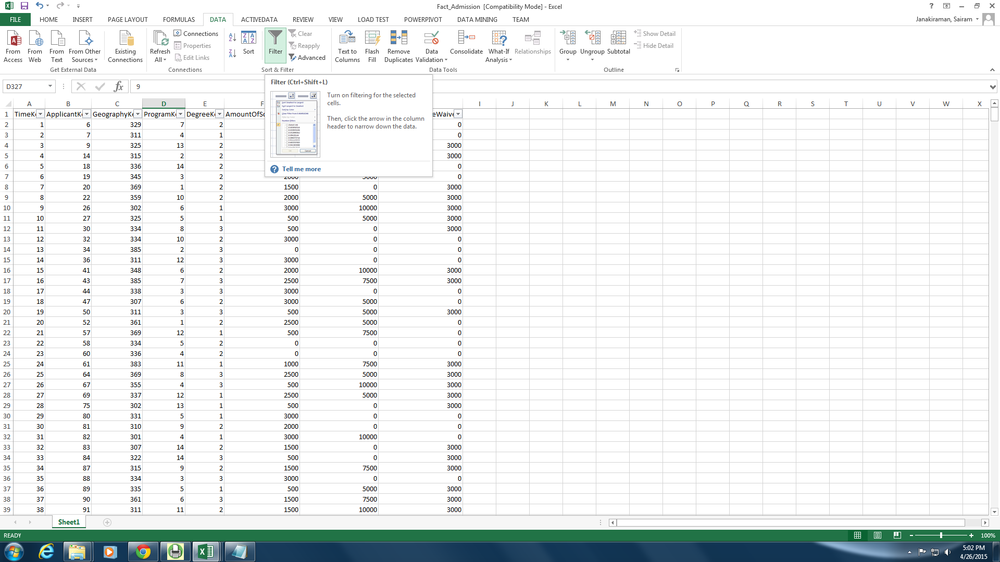 Fact_Admission [Compatibility Mode] - Excel
FILE HOME INSERT PAGE LAYOUT FORMULAS DATA ACTIVEDATA REVIEW VIEW LOAD TEST POWERPIVOT DATA MINING TEAM Janakiraman, Sairam
From Access From Web From Text From Other Sources Existing Connections
Get External Data
Refresh All Connections Properties Edit Links
Connections
Sort Filter Clear Reapply Advanced
Sort & Filter
Text to Columns Flash Fill Remove Duplicates Data Validation Consolidate What-If Analysis Relationships
Data Tools
Group Ungroup Subtotal Show Detail Hide Detail
Outline
D327 fx 9
Filter (Ctrl+Shift+L)
Turn on filtering for the selected
cells.
Then, click the arrow in the column
header to narrow down the data.
Tell me more
A B C D E F I J K L M N O P Q R S T U V W X
1 TimeKe ApplicantKe GeographyKe ProgramKe DegreeKe AmountOfSc eWaive
2 1 6 329 7 2 0
3 2 7 311 4 1 0
4 3 9 325 13 2 3000
5 4 14 315 2 2 3000
6 5 18 336 14 2 0
7 6 19 345 3 2 2000 5000 0
8 7 20 369 1 2 1500 0 3000
9 8 22 359 10 2 2000 5000 3000
10 9 26 302 6 1 3000 10000 3000
11 10 27 325 5 1 500 5000 3000
12 11 30 334 8 3 500 0 3000
13 12 32 334 10 2 3000 0 0
14 13 34 385 2 3 0 0 0
15 14 36 311 12 3 3000 0 0
16 15 41 348 6 2 2000 10000 3000
17 16 43 385 7 3 2500 7500 3000
18 17 44 338 3 3 3000 0 0
19 18 47 307 6 2 3000 5000 0
20 19 50 311 3 3 500 5000 3000
21 20 52 361 1 2 2500 5000 0
22 21 57 369 12 1 500 7500 0
23 22 58 334 5 2 0 0 0
24 23 60 336 4 2 0 0 0
25 24 61 383 11 1 1000 7500 3000
26 25 64 369 8 3 2500 5000 3000
27 26 67 355 4 3 500 10000 3000
28 27 69 337 12 1 2500 5000 3000
29 28 75 302 13 1 500 0 3000
30 29 80 331 5 1 3000 0 0
31 30 81 310 9 2 2000 0 0
32 31 82 301 4 1 3000 10000 0
33 32 83 307 14 2 1500 0 3000
34 33 84 322 14 3 500 0 3000
35 34 87 315 9 2 1500 7500 3000
36 35 88 334 3 3 3000 0 0
37 36 89 335 5 1 500 5000 3000
38 37 90 361 6 3 1500 7500 3000
39 38 91 311 11 2 1500 10000 3000
Sheet1
READY 100%
5:02 PM
4/26/2015